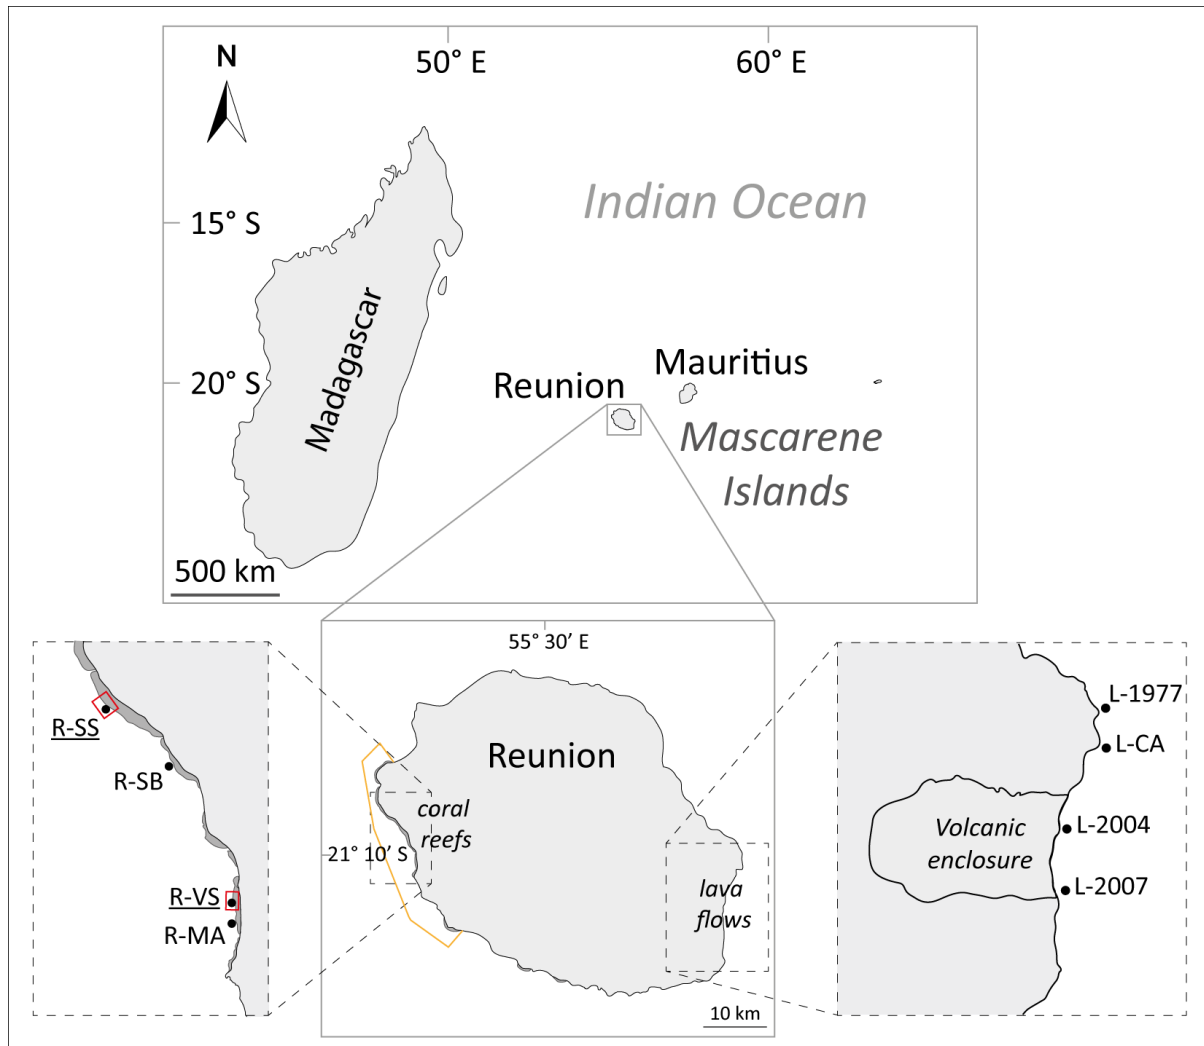 N
50° E
60° E
Indian Ocean
15° S
Madagascar
Mauritius
20° S
Reunion
Mascarene
Islands
500 km
55° 30’ E
R-SS
R-SB
R-VS
R-MA
Reunion
coral
reefs
21° 10’ S
lava
flows
10 km
L-1977
L-CA
Volcanic
enclosure
L-2004
L-2007